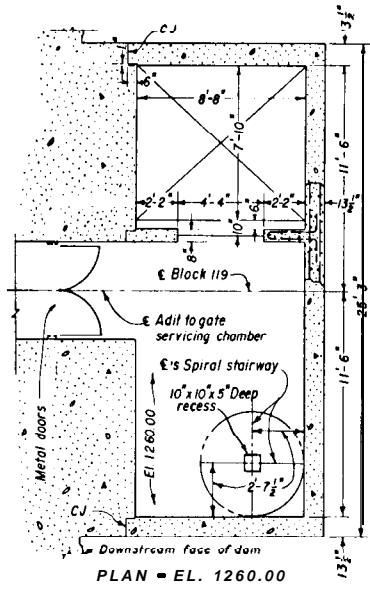 CJ
13½"
6"
8'-8"
7'-10"
11'-6"
2'-2"
4'-4"
6"
2'-2"
13½"
10"
8"
25'-3"
℄ Block 119
℄ Adit to gate
servicing chamber
℄'s Spiral stairway
10"x10"x5" Deep
recess
Metal doors
El. 1260.00
11'-6"
2'-7½"
CJ
Downstream face of dam
13½"
PLAN - EL. 1260.00